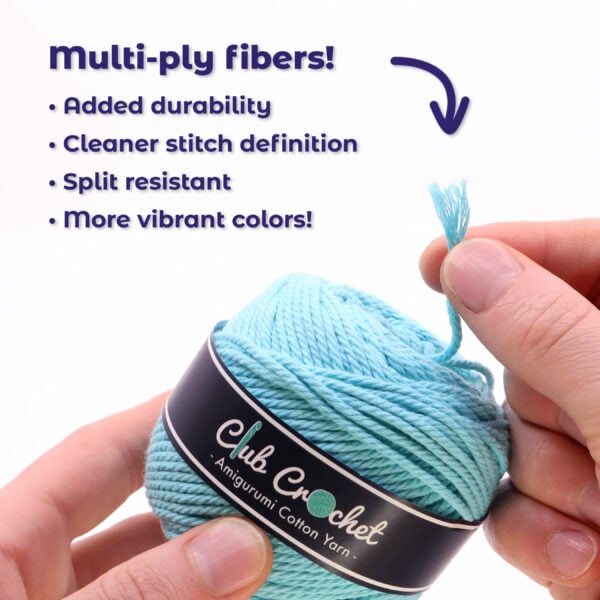 Multi-ply fibers!
• Added durability
• Cleaner stitch definition
• Split resistant
• More vibrant colors!
Club Crochet
- Amigurumi Cotton Yarn -